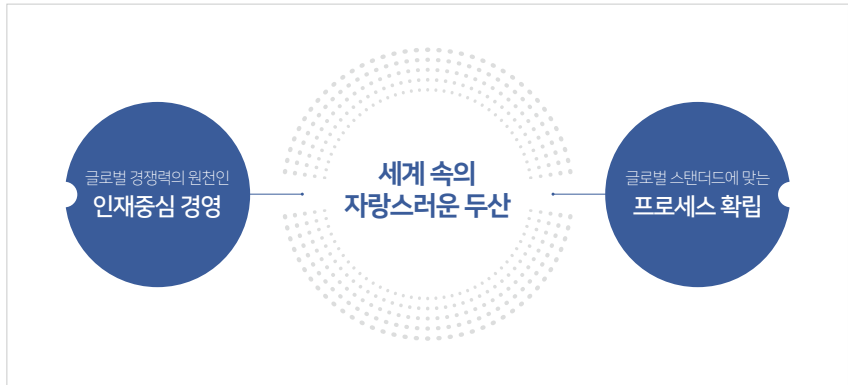 글로벌 경쟁력의 원천인
인재중심 경영
세계 속의
자랑스러운 두산
글로벌 스탠더드에 맞는
프로세스 확립